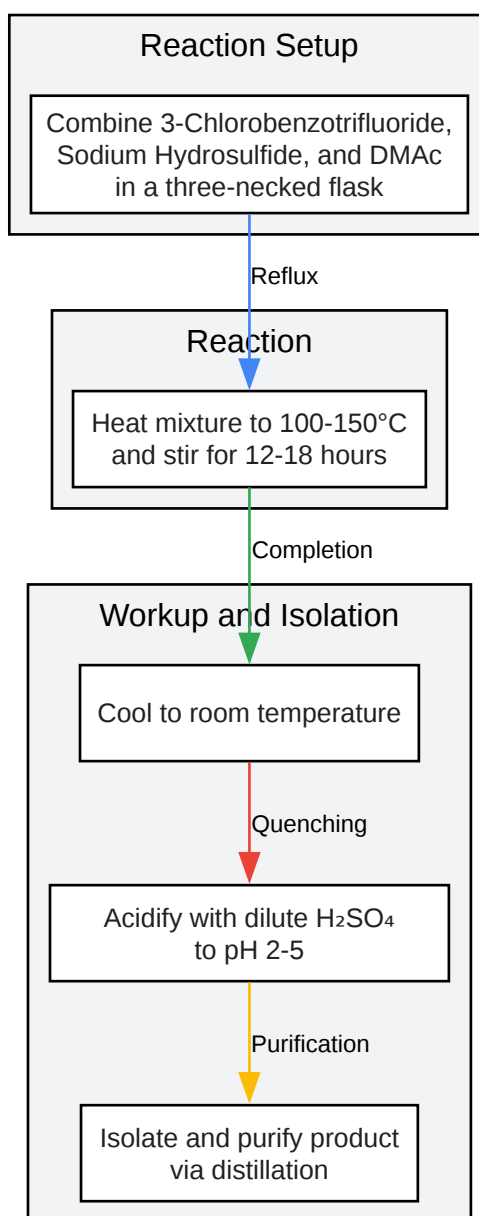 Reaction Setup
Combine 3-Chlorobenzotrifluoride,
Sodium Hydrosulfide, and DMAc
in a three-necked flask
Reflux
Reaction
Heat mixture to 100-150°C
and stir for 12-18 hours
Completion
Workup and Isolation
Cool to room temperature
Quenching
Acidify with dilute H₂SO₄
to pH 2-5
Purification
Isolate and purify product
via distillation